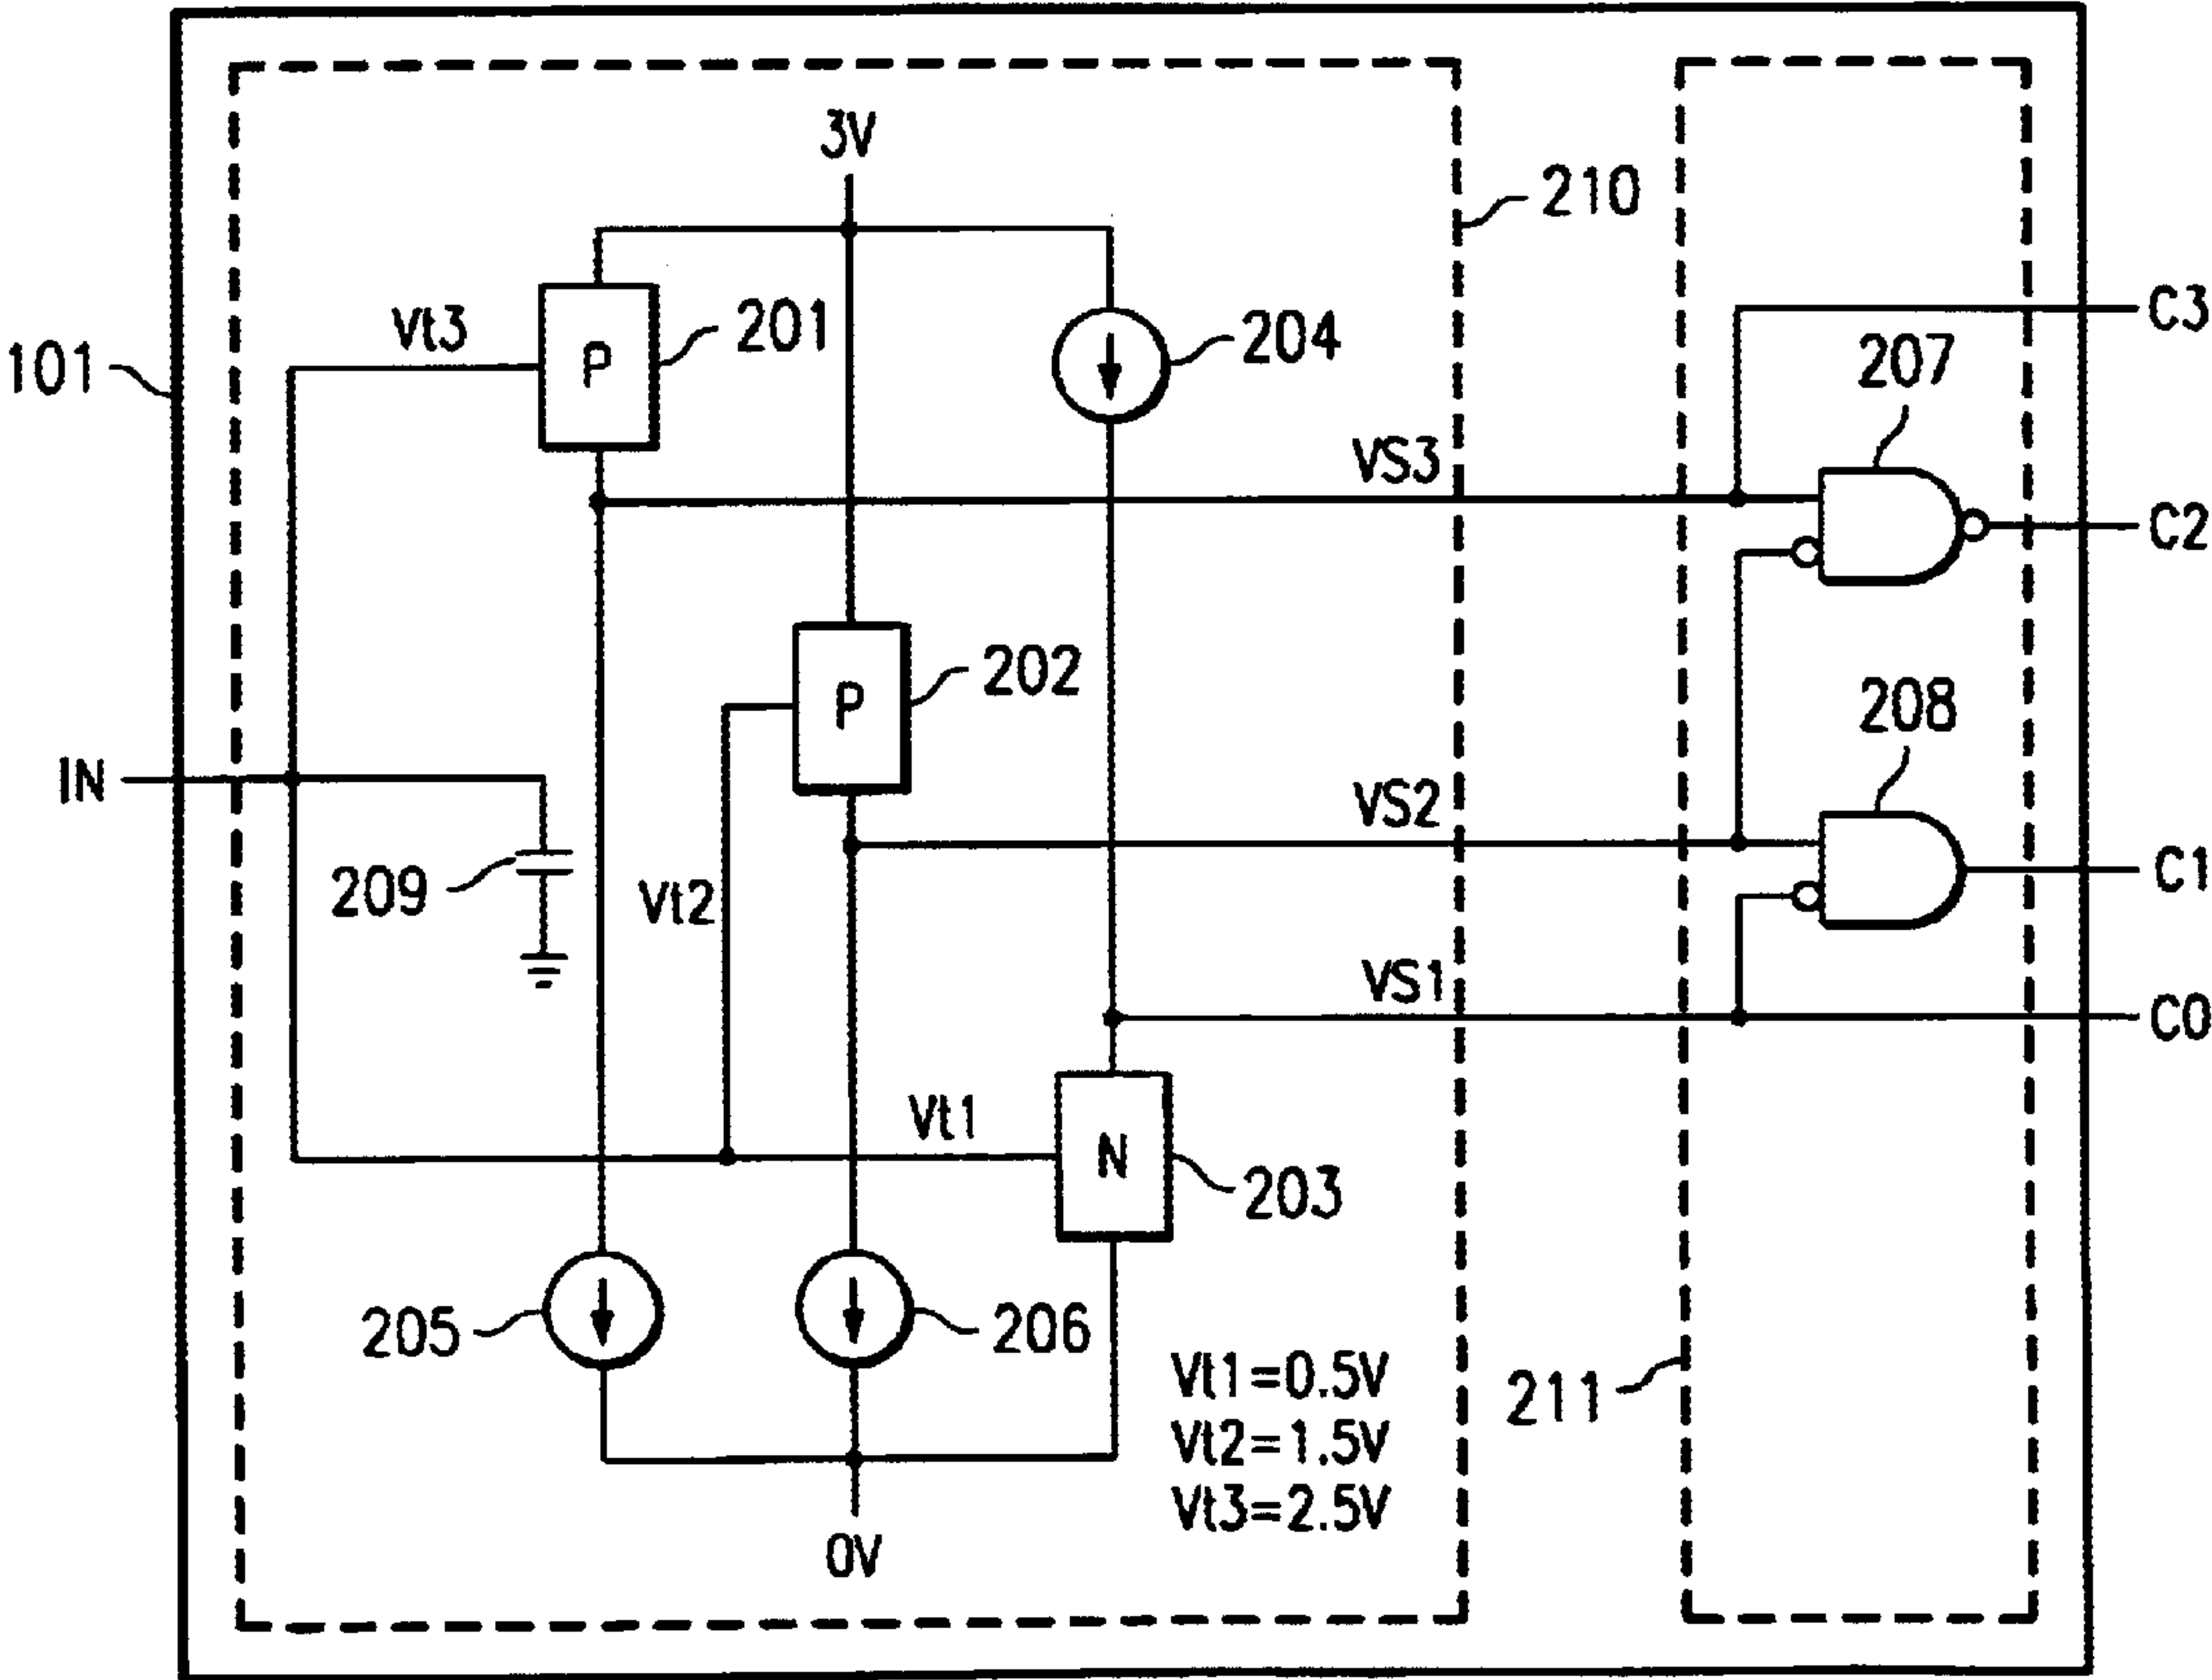 3V
210
Vt3
201
204
C3
101
P
207
VS3
C2
202
P
208
IN
VS2
209
Vt2
C1
VS1
C0
Vt1
N
203
205
206
Vt1=0.5V
Vt2=1.5V
Vt3=2.5V
211
0V